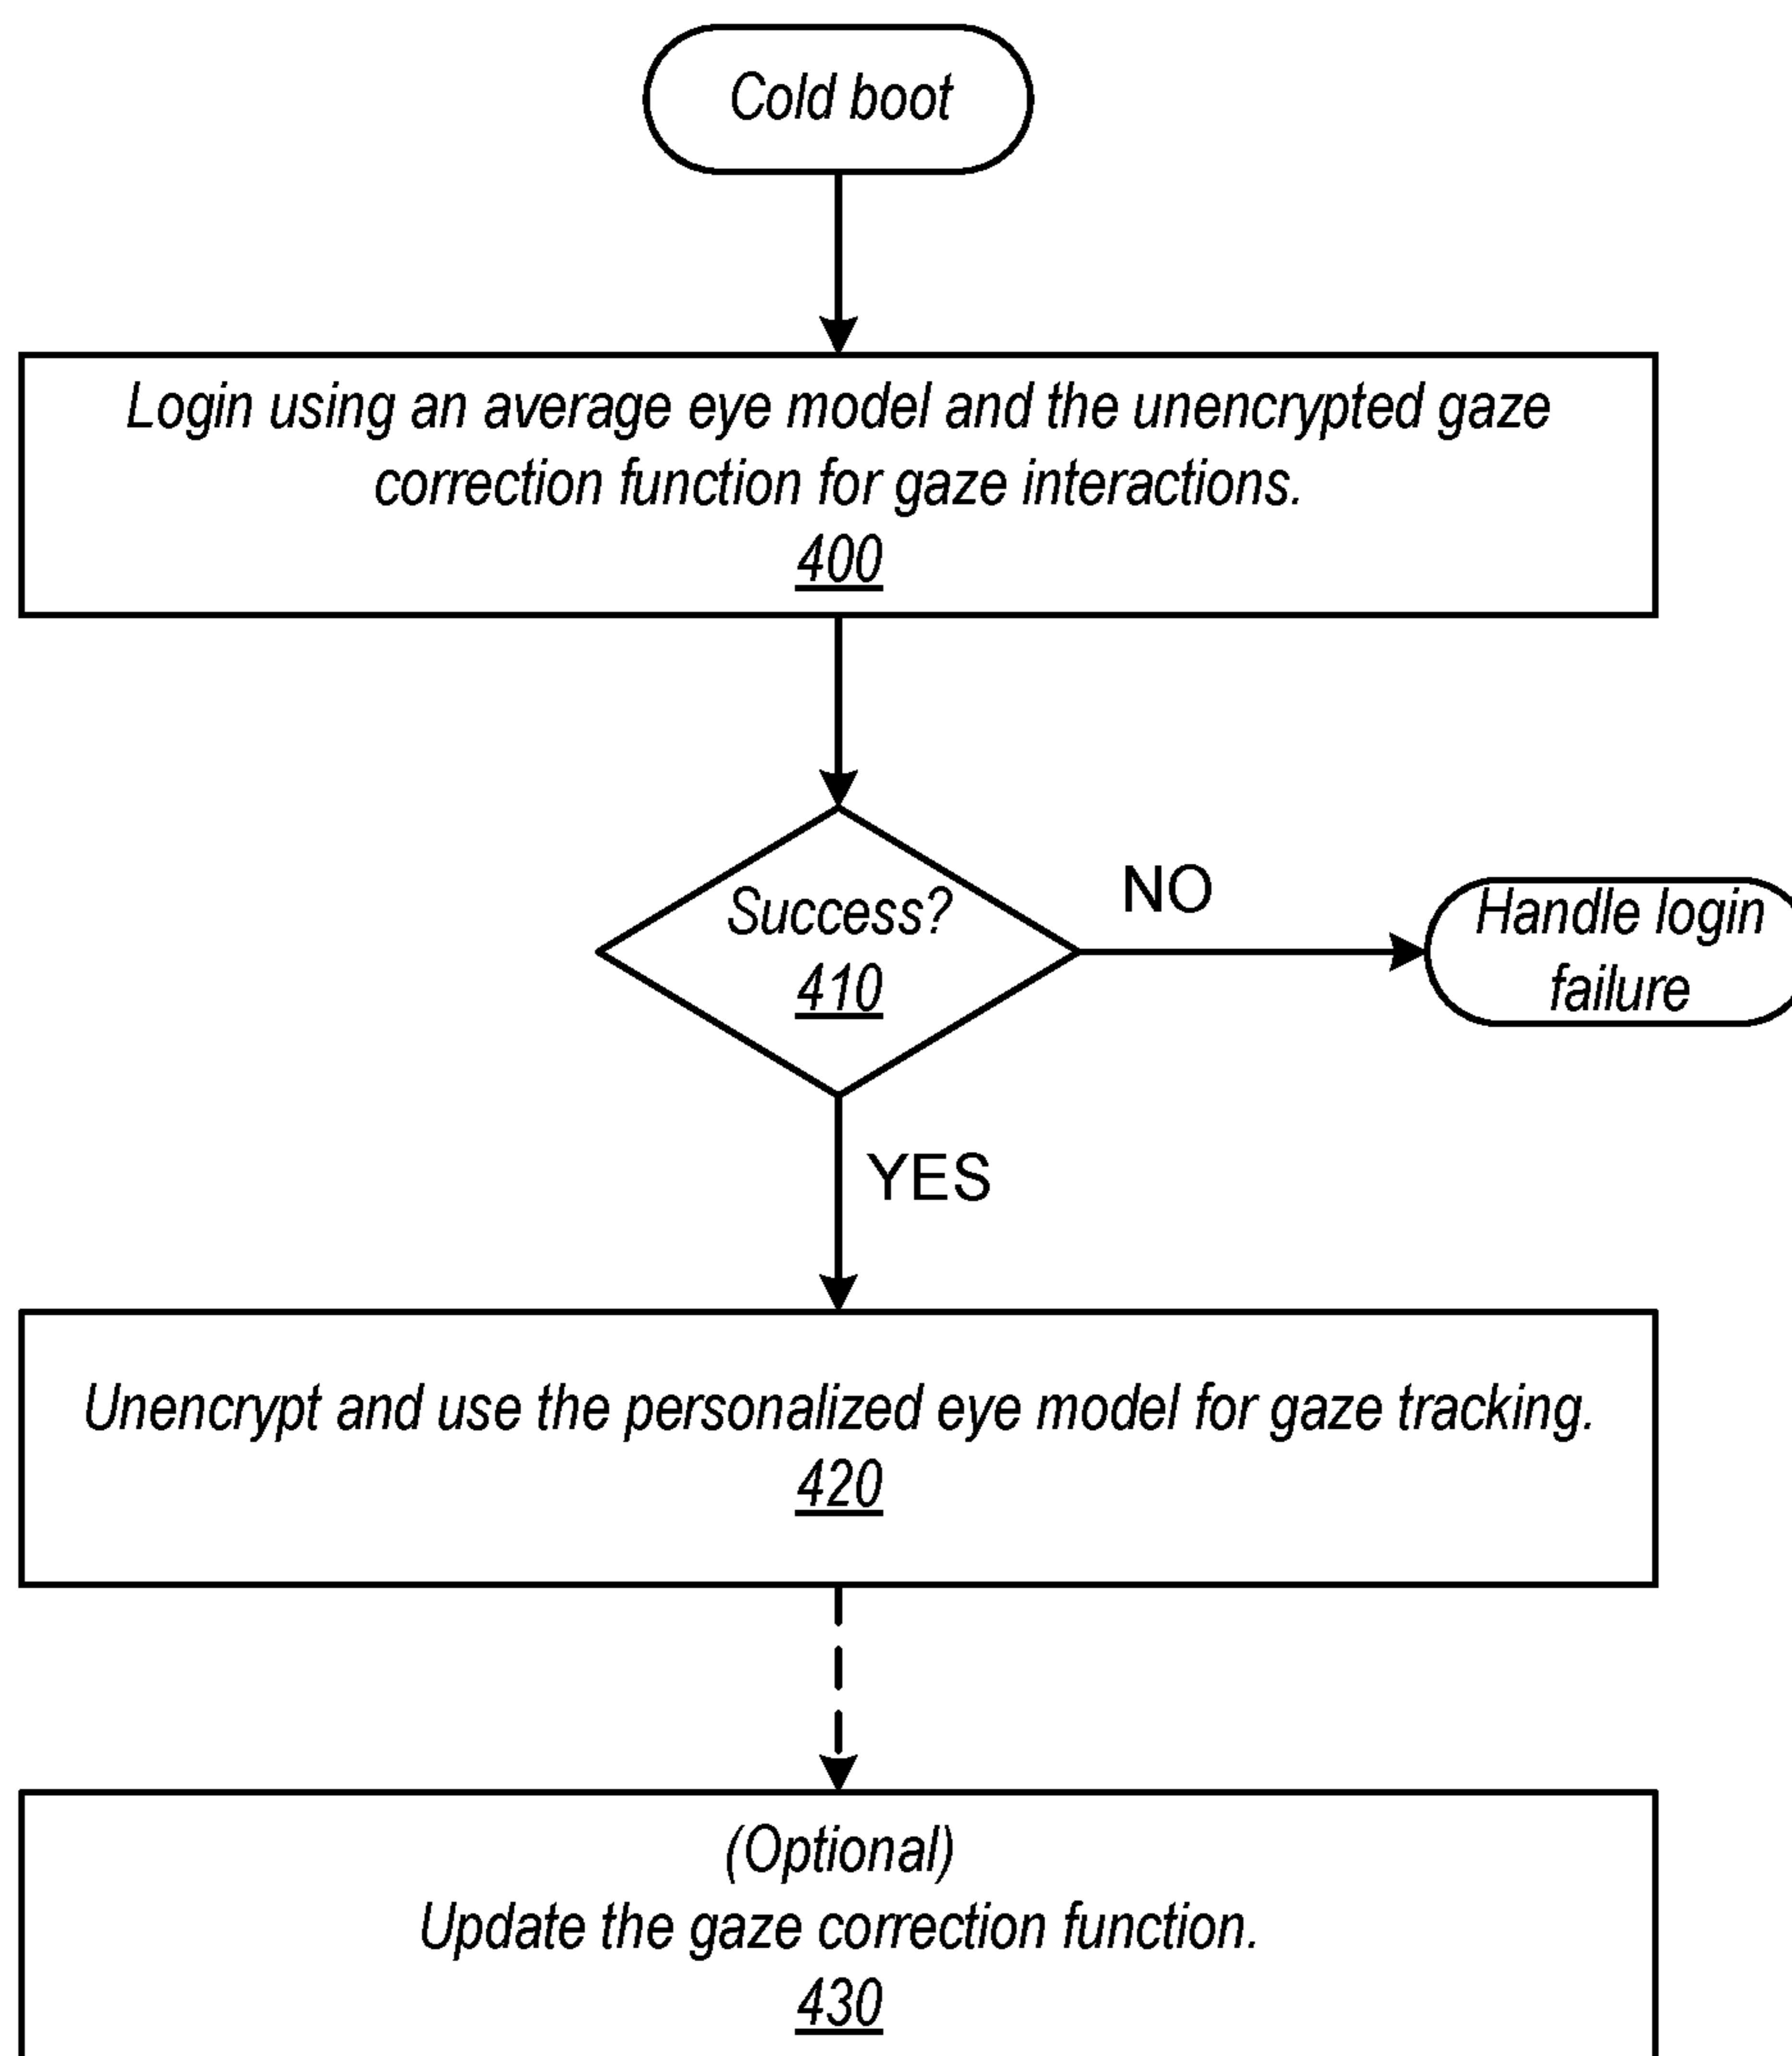 Cold boot
Login using an average eye model and the unencrypted gaze
correction function for gaze interactions.
400
Success?
410
NO
Handle login
failure
YES
Unencrypt and use the personalized eye model for gaze tracking.
420
(Optional)
Update the gaze correction function.
430